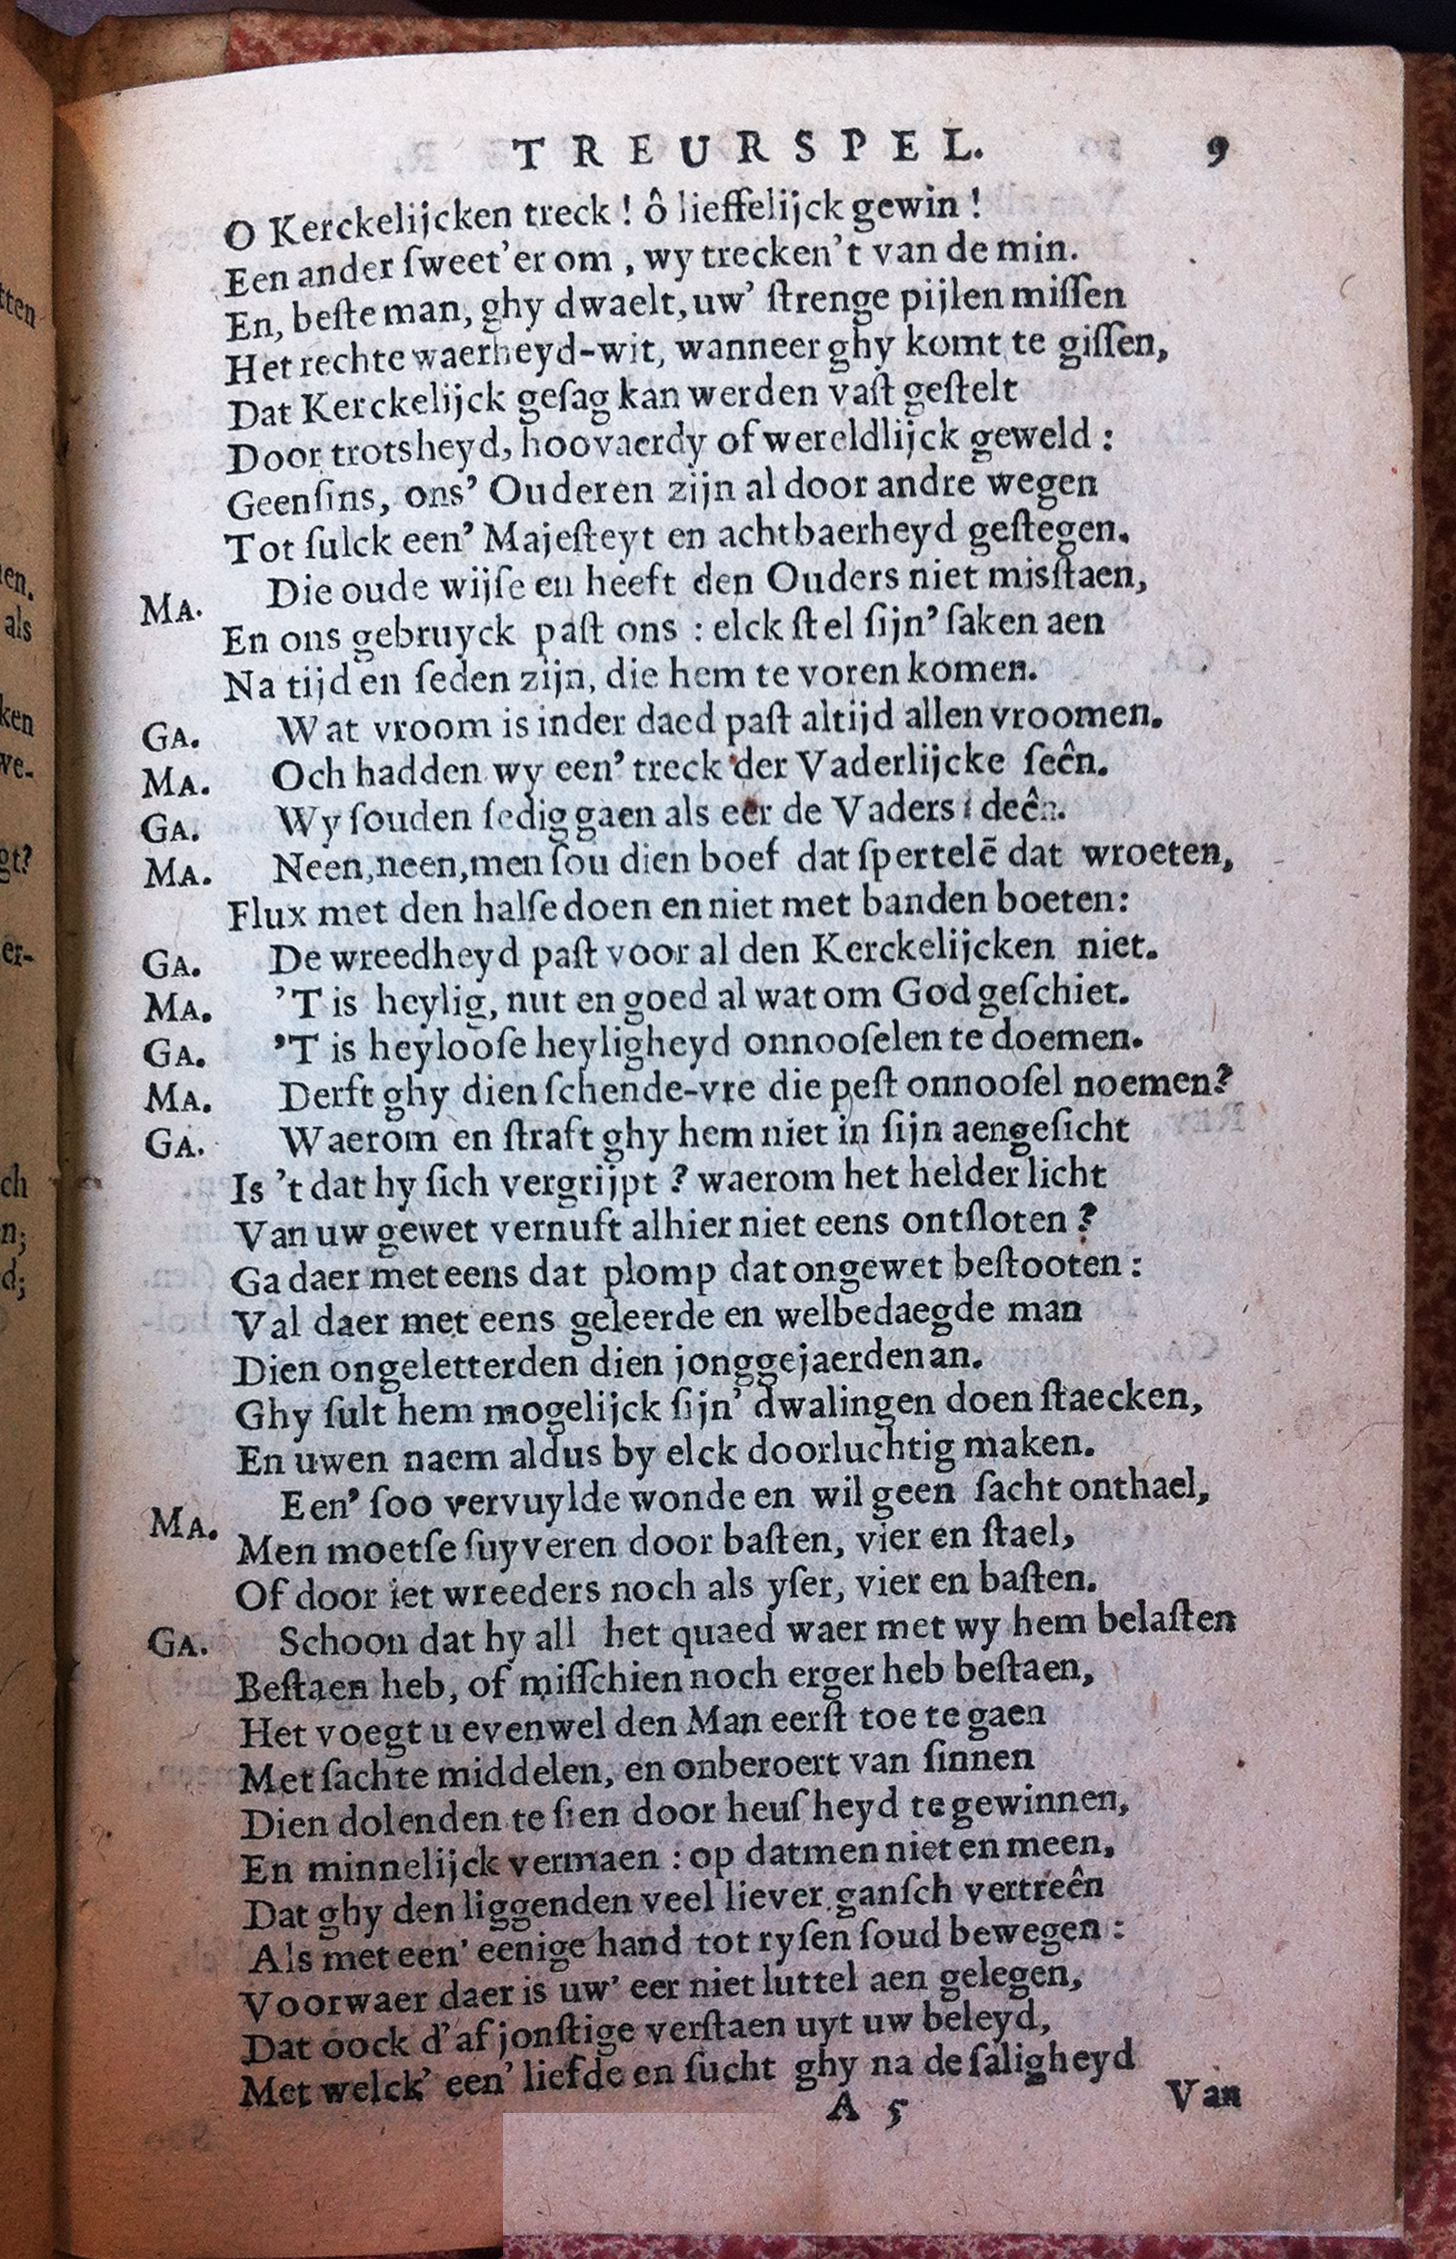 TREURSPEL. 9
O Kerckelijcken treck ! ô lieffelijck gewin !
Een ander ſweet'er om , wy trecken't van de min.
En, beſte man, ghy dwaelt, uw' ſtrenge pijlen miſſen
Het rechte waerheyd-wit, wanneer ghy komt te giſſen,
Dat Kerckelijck geſag kan werden vaſt geſtelt
Door trotsheyd, hoovaerdy of wereldlijck geweld :
Geenſins, ons' Ouderen zijn al door andre wegen
Tot ſulck een' Majeſteyt en achtbaerheyd geſtegen.
MA. Die oude wijſe en heeft den Ouders niet misſtaen,
En ons gebruyck paſt ons : elck ſtel ſijn' ſaken aen
Na tijd en ſeden zijn, die hem te voren komen.
GA. Wat vroom is inder daed paſt altijd allen vroomen.
MA. Och hadden wy een' treck der Vaderlijcke ſeên.
GA. Wy ſouden ſedig gaen als eer de Vaders deên.
MA. Neen, neen, men ſou dien boef dat ſpertelē dat wroeten,
Flux met den halſe doen en niet met banden boeten:
GA. De wreedheyd paſt voor al den Kerckelijcken niet.
MA. 'T is heylig, nut en goed al wat om God geſchiet.
GA. 'T is heylooſe heyligheyd onnooſelen te doemen.
MA. Derft ghy dien ſchende-vre die peſt onnooſel noemen?
GA. Waerom en ſtraft ghy hem niet in ſijn aengeſicht
Is 't dat hy ſich vergrijpt ? waerom het helder licht
Van uw gewet vernuft alhier niet eens ontſloten ?
Ga daer met eens dat plomp dat ongewet beſtooten :
Val daer met eens geleerde en welbedaegde man
Dien ongeletterden dien jonggejaerden an.
Ghy ſult hem mogelijck ſijn' dwalingen doen ſtaecken,
En uwen naem aldus by elck doorluchtig maken.
MA. Een' ſoo vervuylde wonde en wil geen ſacht onthael,
Men moetſe ſuyveren door baſten, vier en ſtael,
Of door iet wreeders noch als yſer, vier en baſten.
GA. Schoon dat hy all het quaed waer met wy hem belaſten
Beſtaen heb, of miſſchien noch erger heb beſtaen,
Het voegt u evenwel den Man eerſt toe te gaen
Met ſachte middelen, en onberoert van ſinnen
Dien dolenden te ſien door heuſheyd te gewinnen,
En minnelijck vermaen : op datmen niet en meen,
Dat ghy den liggenden veel liever ganſch vertreên
Als met een' eenige hand tot ryſen ſoud bewegen :
Voorwaer daer is uw' eer niet luttel aen gelegen,
Dat oock d'afjonſtige verſtaen uyt uw beleyd,
Met welck' een' liefde en ſucht ghy na de ſaligheyd
A 5 Van